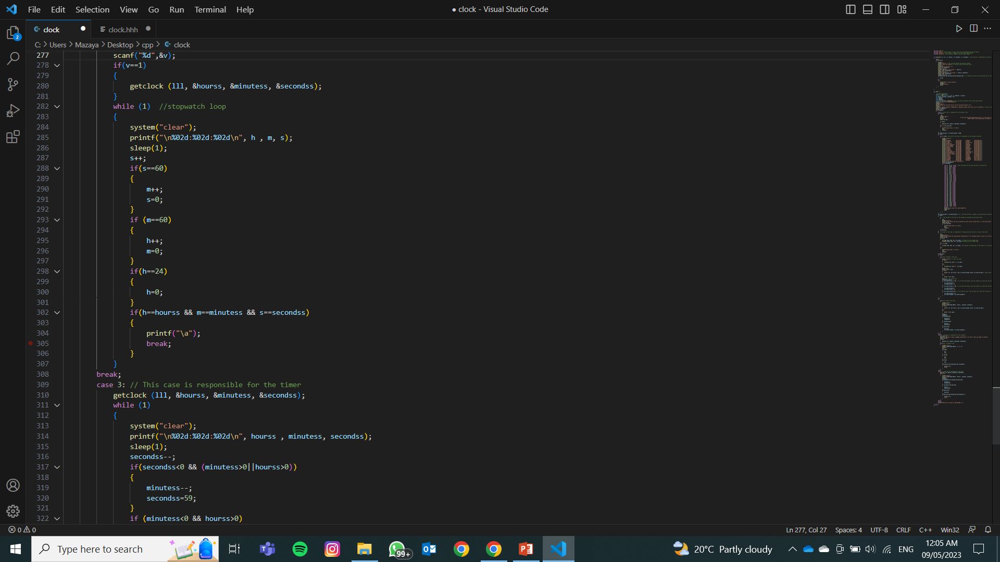 File Edit Selection View Go Run Terminal Help
● clock - Visual Studio Code
clock
clock.hhh
C: > Users > Mazaya > Desktop > cpp > clock
277 scanf("%d",&v);
278 if(v==1)
279 {
280 getclock (lll, &hourss, &minutess, &secondss);
281 }
282 while (1)  //stopwatch loop
283 {
284 system("clear");
285 printf("\n%02d:%02d:%02d\n", h , m, s);
286 sleep(1);
287 s++;
288 if(s==60)
289 {
290 m++;
291 s=0;
292 }
293 if (m==60)
294 {
295 h++;
296 m=0;
297 }
298 if(h==24)
299 {
300 h=0;
301 }
302 if(h==hourss && m==minutess && s==secondss)
303 {
304 printf("\a");
305 break;
306 }
307 }
308 break;
309 case 3: // This case is responsible for the timer
310 getclock (lll, &hourss, &minutess, &secondss);
311 while (1)
312 {
313 system("clear");
314 printf("\n%02d:%02d:%02d\n", hourss , minutess, secondss);
315 sleep(1);
316 secondss--;
317 if(secondss<0 && (minutess>0||hourss>0))
318 {
319 minutess--;
320 secondss=59;
321 }
322 if (minutess<0 && hourss>0)
2
0 0
Ln 277, Col 27 Spaces: 4 UTF-8 CRLF C++ Win32
Type here to search
99+
20°C Partly cloudy
ENG
12:05 AM
09/05/2023